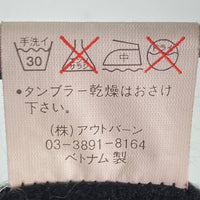 手洗イ
30
中
●タンブラー乾燥はおさけ
下さい。
(株)アウトバーン
03-3891-8164
ベトナム 製